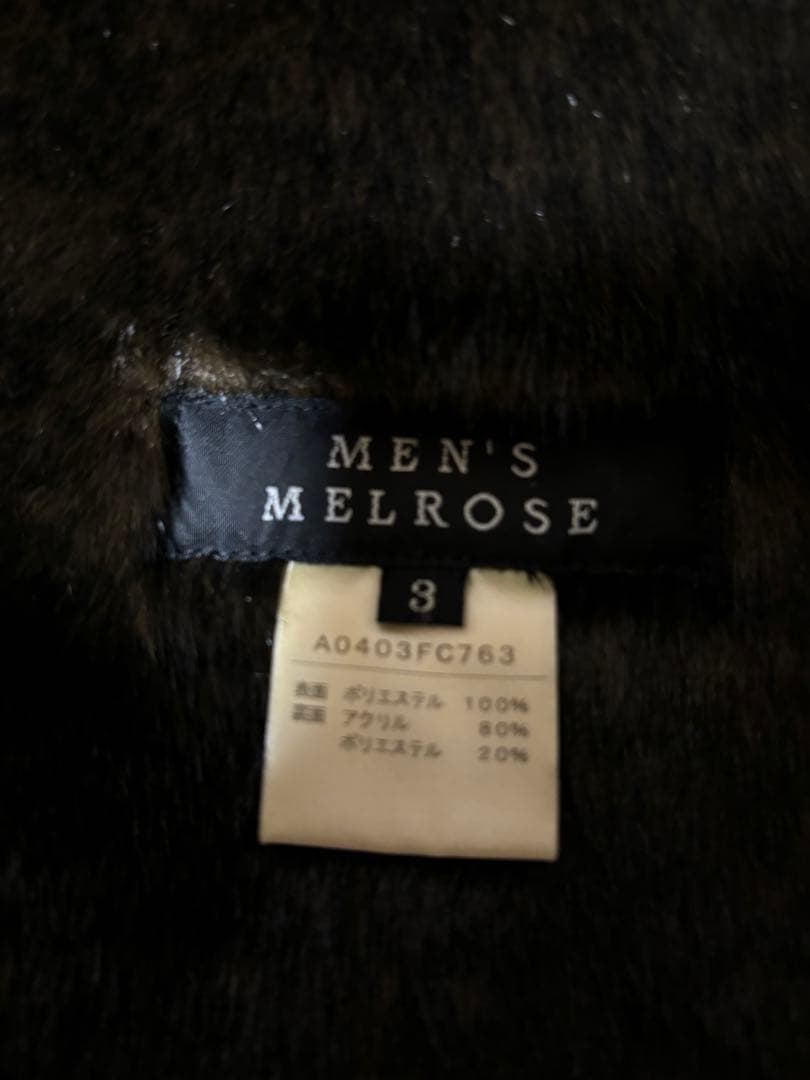 MEN'S
MELROSE
3
A0403FC763
表面 ポリエステル 100%
裏面 アクリル 80%
ポリエステル 20%